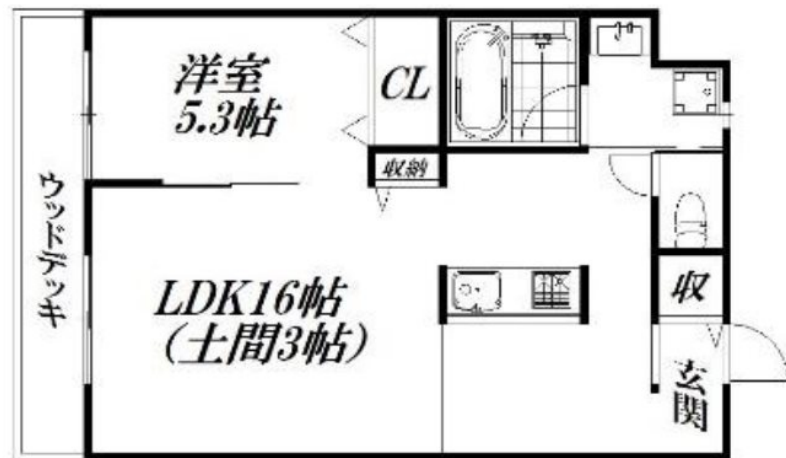 洋室
5.3帖
CL
収納
ウッドデッキ
LDK16帖
(土間3帖)
収
玄関